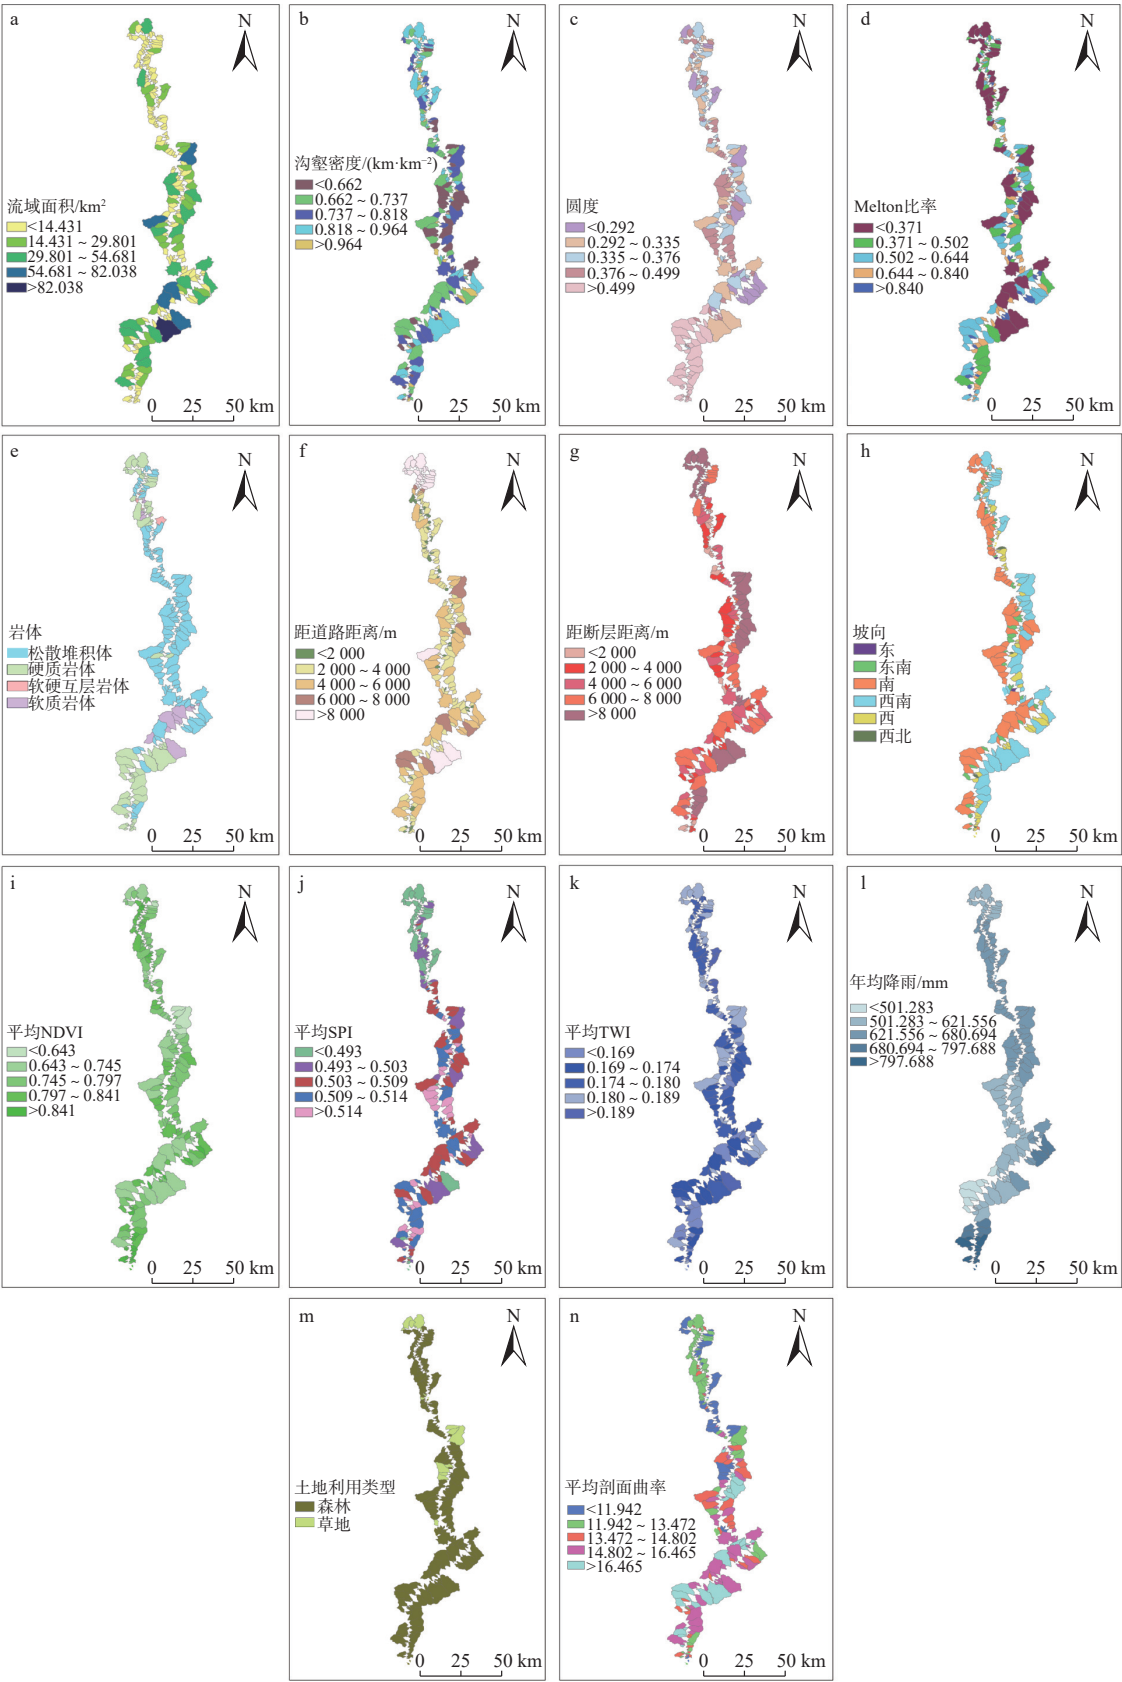 a
N
流域面积/km²
<14.431
14.431 ~ 29.801
29.801 ~ 54.681
54.681 ~ 82.038
>82.038
0 25 50 km
b
N
沟壑密度/(km·km⁻²)
<0.662
0.662 ~ 0.737
0.737 ~ 0.818
0.818 ~ 0.964
>0.964
0 25 50 km
c
N
圆度
<0.292
0.292 ~ 0.335
0.335 ~ 0.376
0.376 ~ 0.499
>0.499
0 25 50 km
d
N
Melton比率
<0.371
0.371 ~ 0.502
0.502 ~ 0.644
0.644 ~ 0.840
>0.840
0 25 50 km
e
N
岩体
松散堆积体
硬质岩体
软硬互层岩体
软质岩体
0 25 50 km
f
N
距道路距离/m
<2 000
2 000 ~ 4 000
4 000 ~ 6 000
6 000 ~ 8 000
>8 000
0 25 50 km
g
N
距断层距离/m
<2 000
2 000 ~ 4 000
4 000 ~ 6 000
6 000 ~ 8 000
>8 000
0 25 50 km
h
N
坡向
东
东南
南
西南
西
西北
0 25 50 km
i
N
平均NDVI
<0.643
0.643 ~ 0.745
0.745 ~ 0.797
0.797 ~ 0.841
>0.841
0 25 50 km
j
N
平均SPI
<0.493
0.493 ~ 0.503
0.503 ~ 0.509
0.509 ~ 0.514
>0.514
0 25 50 km
k
N
平均TWI
<0.169
0.169 ~ 0.174
0.174 ~ 0.180
0.180 ~ 0.189
>0.189
0 25 50 km
l
N
年均降雨/mm
<501.283
501.283 ~ 621.556
621.556 ~ 680.694
680.694 ~ 797.688
>797.688
0 25 50 km
m
N
土地利用类型
森林
草地
0 25 50 km
n
N
平均剖面曲率
<11.942
11.942 ~ 13.472
13.472 ~ 14.802
14.802 ~ 16.465
>16.465
0 25 50 km